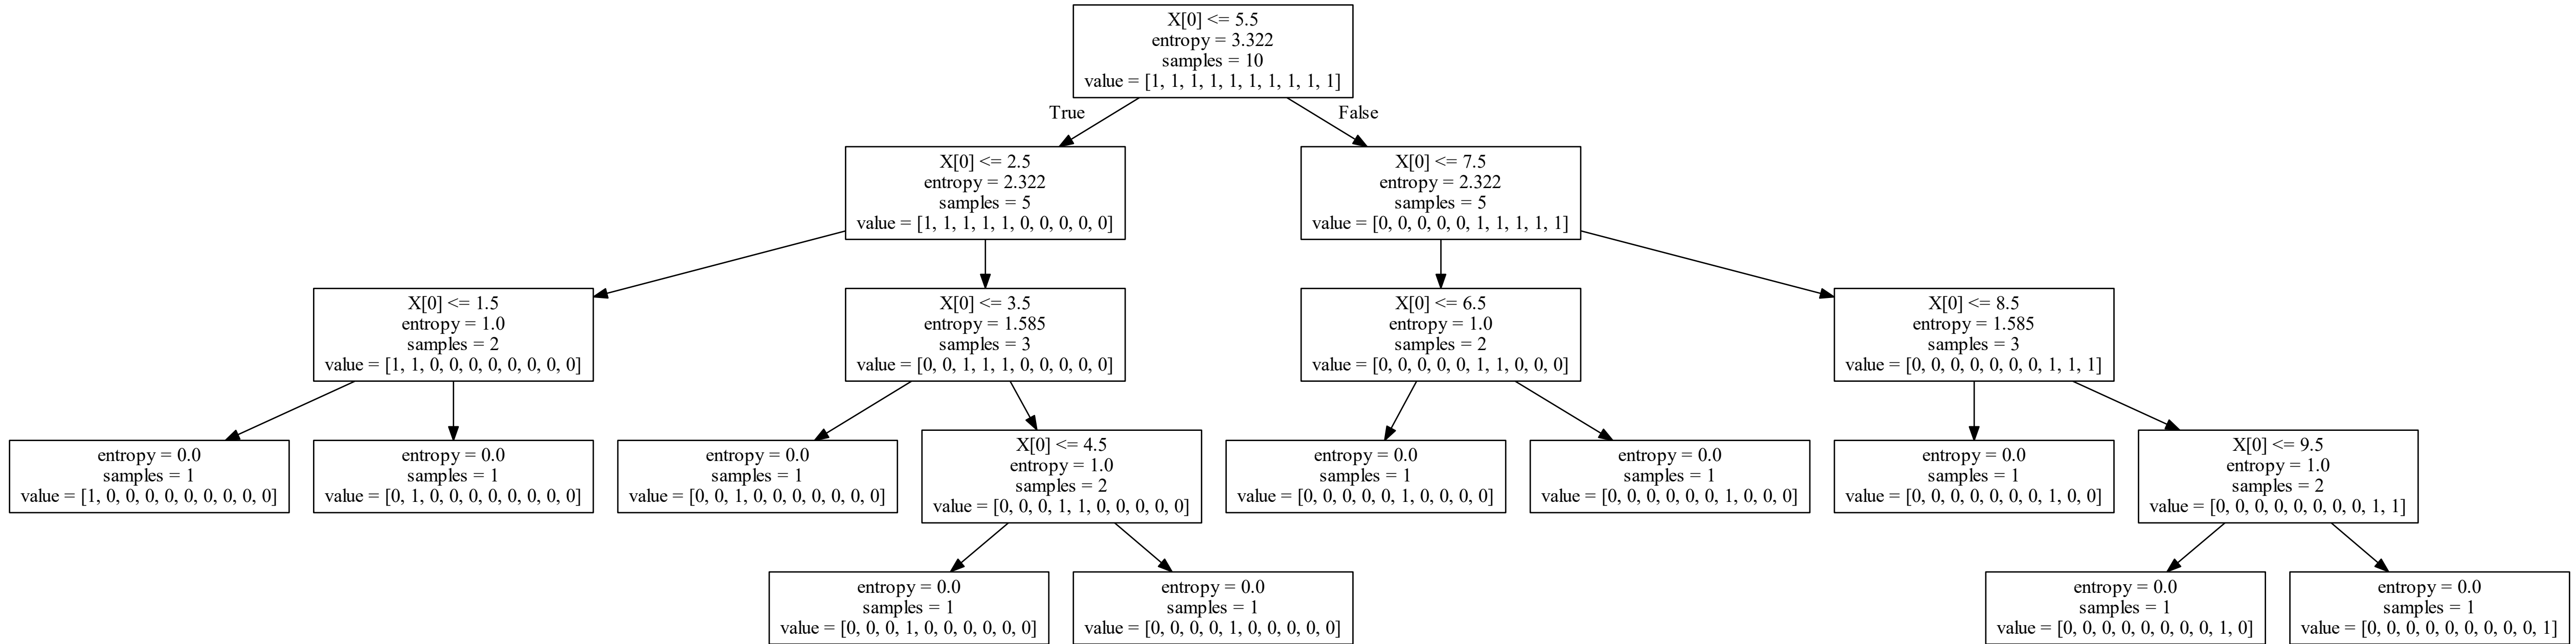 X[0] <= 5.5
entropy = 3.322
samples = 10
value = [1, 1, 1, 1, 1, 1, 1, 1, 1, 1]
True
False
X[0] <= 2.5
entropy = 2.322
samples = 5
value = [1, 1, 1, 1, 1, 0, 0, 0, 0, 0]
X[0] <= 7.5
entropy = 2.322
samples = 5
value = [0, 0, 0, 0, 0, 1, 1, 1, 1, 1]
X[0] <= 1.5
entropy = 1.0
samples = 2
value = [1, 1, 0, 0, 0, 0, 0, 0, 0, 0]
X[0] <= 3.5
entropy = 1.585
samples = 3
value = [0, 0, 1, 1, 1, 0, 0, 0, 0, 0]
X[0] <= 6.5
entropy = 1.0
samples = 2
value = [0, 0, 0, 0, 0, 1, 1, 0, 0, 0]
X[0] <= 8.5
entropy = 1.585
samples = 3
value = [0, 0, 0, 0, 0, 0, 0, 1, 1, 1]
entropy = 0.0
samples = 1
value = [1, 0, 0, 0, 0, 0, 0, 0, 0, 0]
entropy = 0.0
samples = 1
value = [0, 1, 0, 0, 0, 0, 0, 0, 0, 0]
entropy = 0.0
samples = 1
value = [0, 0, 1, 0, 0, 0, 0, 0, 0, 0]
X[0] <= 4.5
entropy = 1.0
samples = 2
value = [0, 0, 0, 1, 1, 0, 0, 0, 0, 0]
entropy = 0.0
samples = 1
value = [0, 0, 0, 0, 0, 1, 0, 0, 0, 0]
entropy = 0.0
samples = 1
value = [0, 0, 0, 0, 0, 0, 1, 0, 0, 0]
entropy = 0.0
samples = 1
value = [0, 0, 0, 0, 0, 0, 0, 1, 0, 0]
X[0] <= 9.5
entropy = 1.0
samples = 2
value = [0, 0, 0, 0, 0, 0, 0, 0, 1, 1]
entropy = 0.0
samples = 1
value = [0, 0, 0, 1, 0, 0, 0, 0, 0, 0]
entropy = 0.0
samples = 1
value = [0, 0, 0, 0, 1, 0, 0, 0, 0, 0]
entropy = 0.0
samples = 1
value = [0, 0, 0, 0, 0, 0, 0, 0, 1, 0]
entropy = 0.0
samples = 1
value = [0, 0, 0, 0, 0, 0, 0, 0, 0, 1]